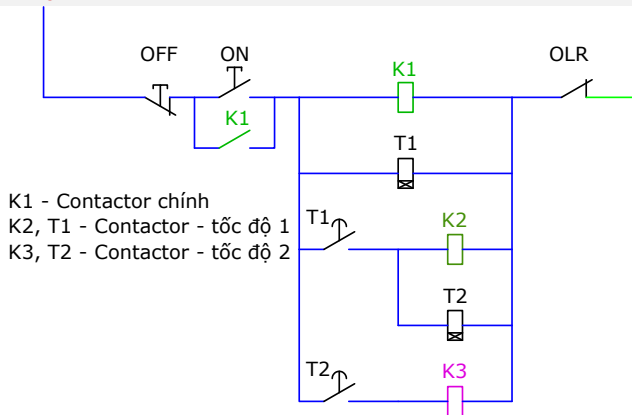 OFF ON OLR
K1
K1
T1
K1 - Contactor chính
K2, T1 - Contactor - tốc độ 1
K3, T2 - Contactor - tốc độ 2
T1 K2
T2
T2 K3